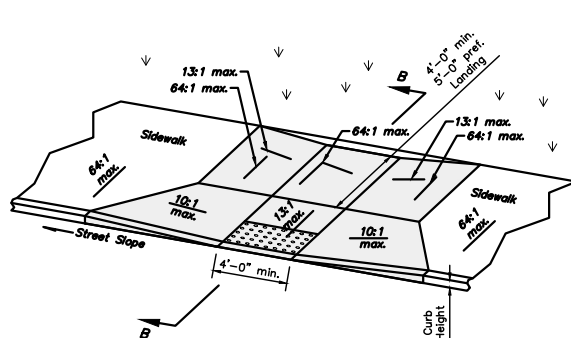 13:1 max.
64:1 max.
B
4'-0" min.
5'-0" pref.
Landing
64:1 max.
13:1 max.
64:1 max.
Sidewalk
64:1
max.
Sidewalk
64:1
max.
10:1
max.
13:1
max.
10:1
max.
Street Slope
4'-0" min.
B
Curb
Height